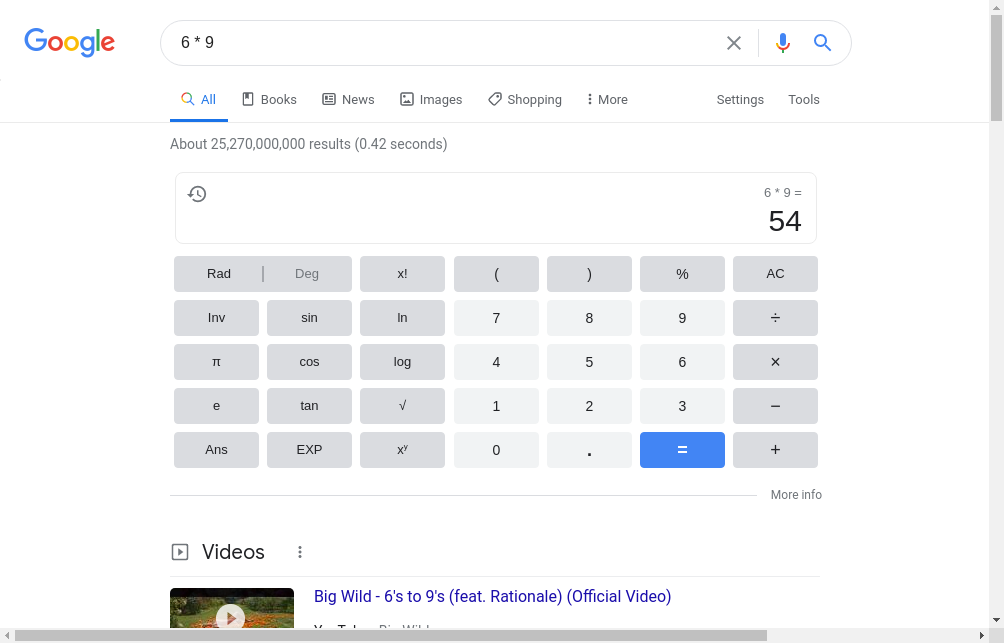 Google
6 * 9
All Books News Images Shopping More Settings Tools
About 25,270,000,000 results (0.42 seconds)
6 * 9 =
54
Rad | Deg x! ( ) % AC
Inv sin ln 7 8 9 ÷
π cos log 4 5 6 ×
e tan √ 1 2 3 −
Ans EXP xʸ 0 . = +
More info
Videos
Big Wild - 6's to 9's (feat. Rationale) (Official Video)